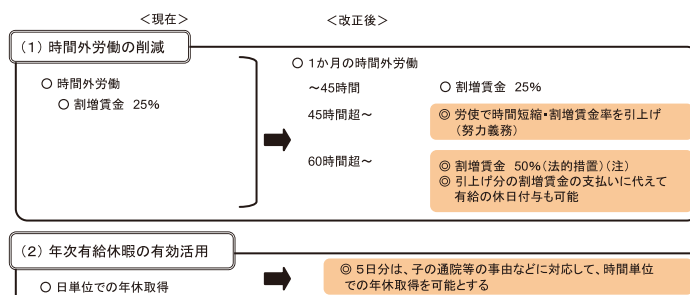 <現在>
<改正後>
(1) 時間外労働の削減
○ 時間外労働
○ 割増賃金 25%
○ 1か月の時間外労働
~45時間
○ 割増賃金 25%
45時間超~
◎ 労使で時間短縮・割増賃金率を引上げ
(努力義務)
60時間超~
◎ 割増賃金 50%(法的措置)(注)
◎ 引上げ分の割増賃金の支払いに代えて
有給の休日付与も可能
(2) 年次有給休暇の有効活用
○ 日単位での年休取得
◎ 5日分は、子の通院等の事由などに対応して、時間単位
での年休取得を可能とする